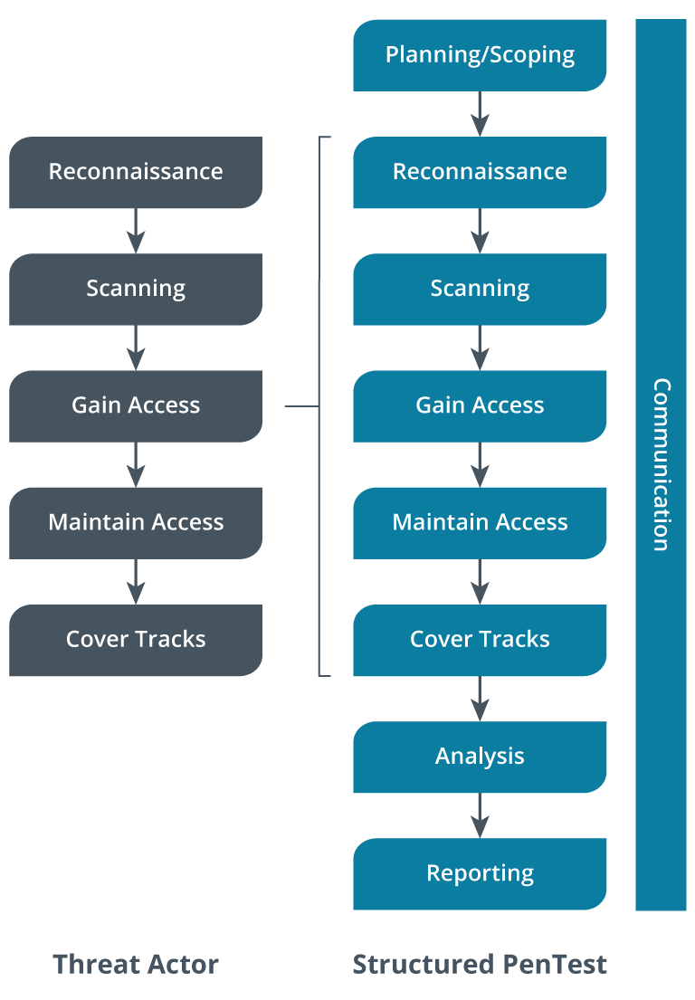 Planning/Scoping
Reconnaissance
Scanning
Gain Access
Maintain Access
Cover Tracks
Reconnaissance
Scanning
Gain Access
Maintain Access
Cover Tracks
Analysis
Reporting
Communication
Threat Actor
Structured PenTest